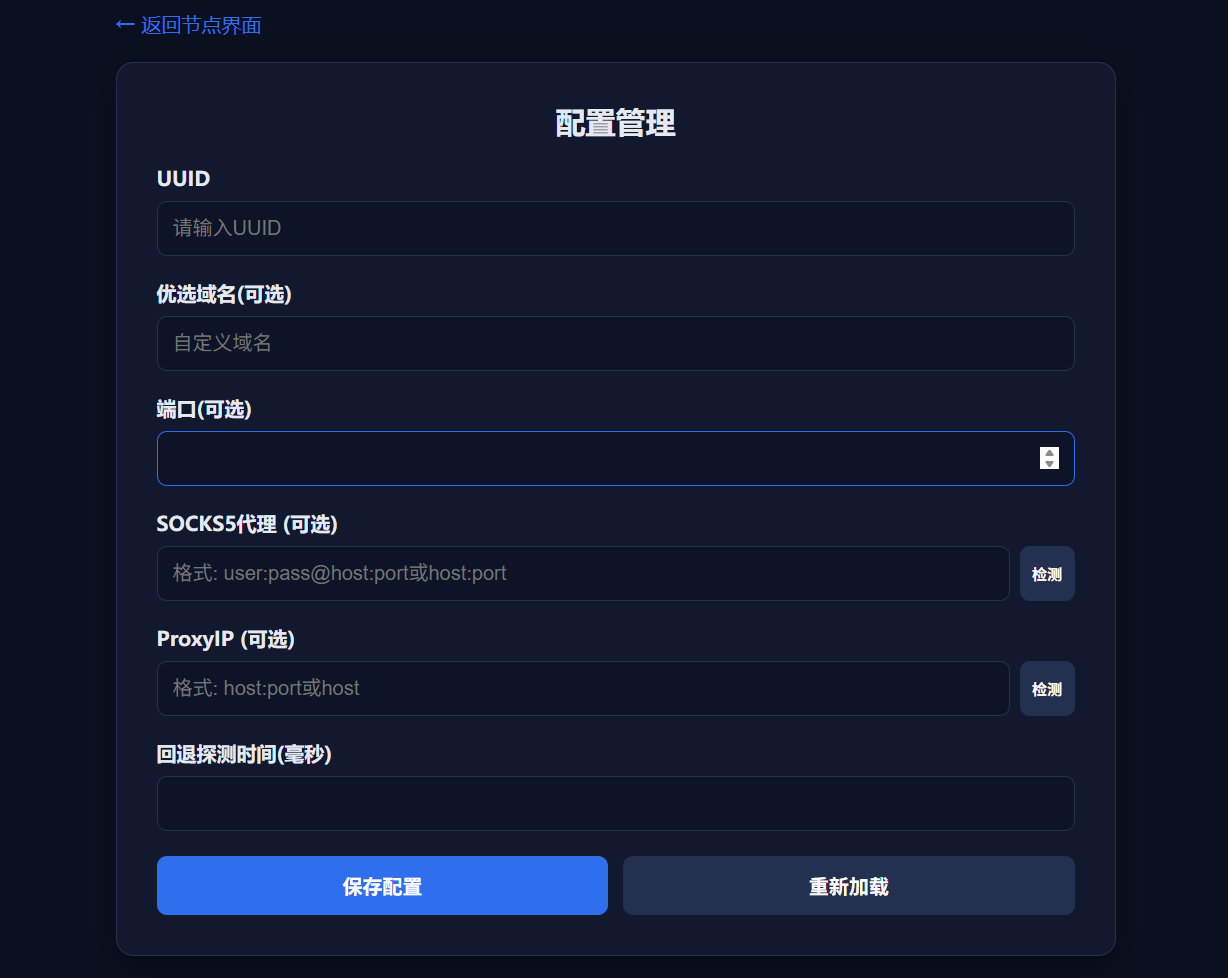 ← 返回节点界面
配置管理
UUID
请输入UUID
优选域名(可选)
自定义域名
端口(可选)
SOCKS5代理 (可选)
格式: user:pass@host:port或host:port
检测
ProxyIP (可选)
格式: host:port或host
检测
回退探测时间(毫秒)
保存配置
重新加载